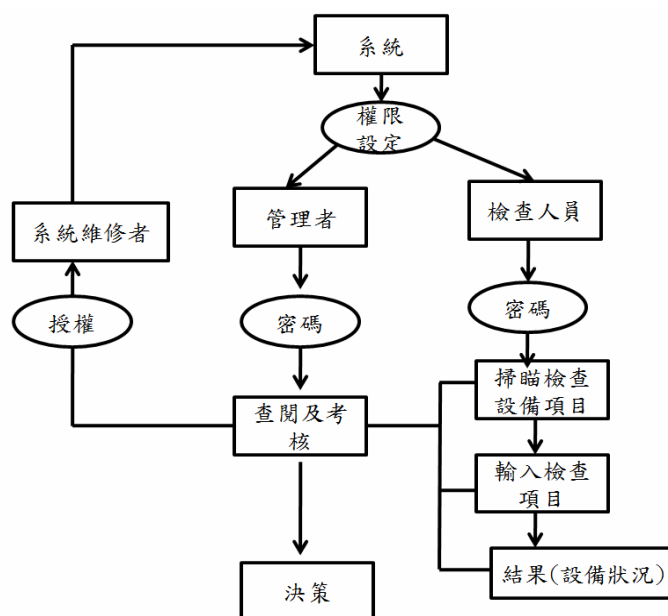 系統
權限
設定
管理者
檢查人員
系統維修者
授權
密碼
密碼
掃瞄檢查
設備項目
查閱及考
核
輸入檢查
項目
結果(設備狀況)
決策